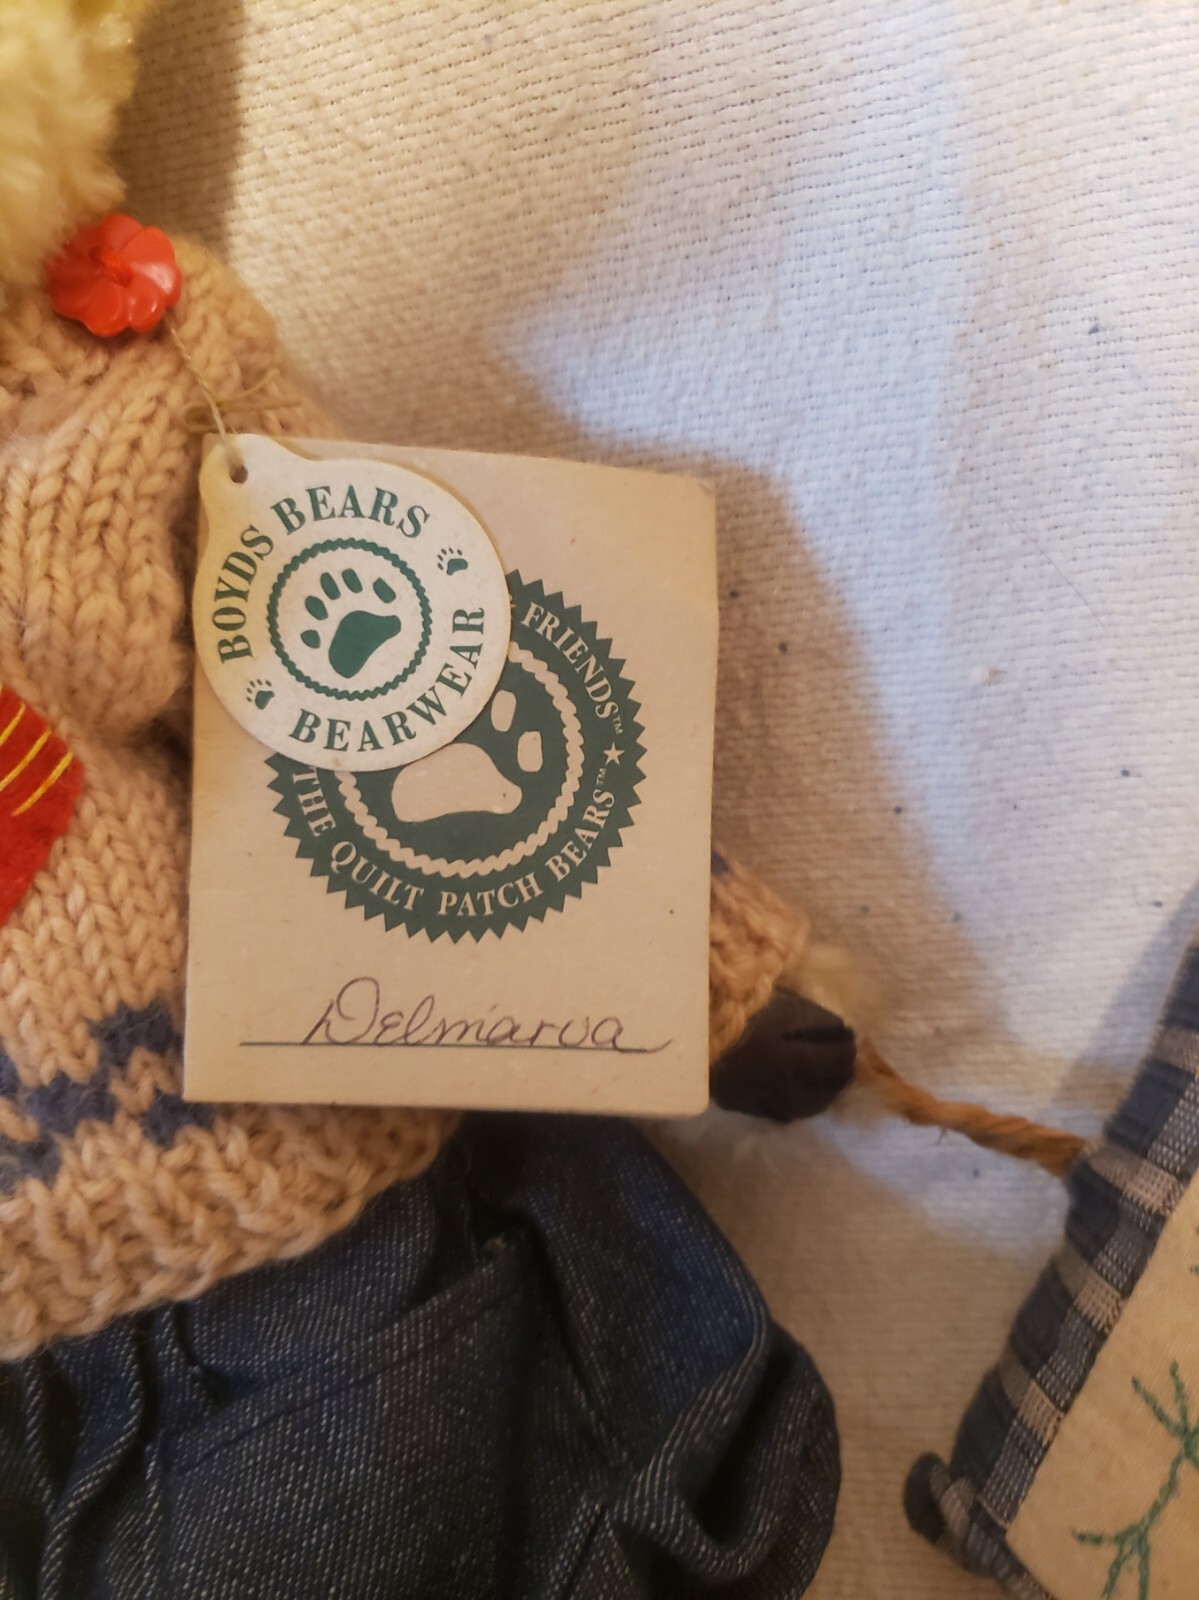 BOYDS BEARS
BEARWEAR
FRIENDS™ ★
THE QUILT PATCH BEARS™
Delmarva